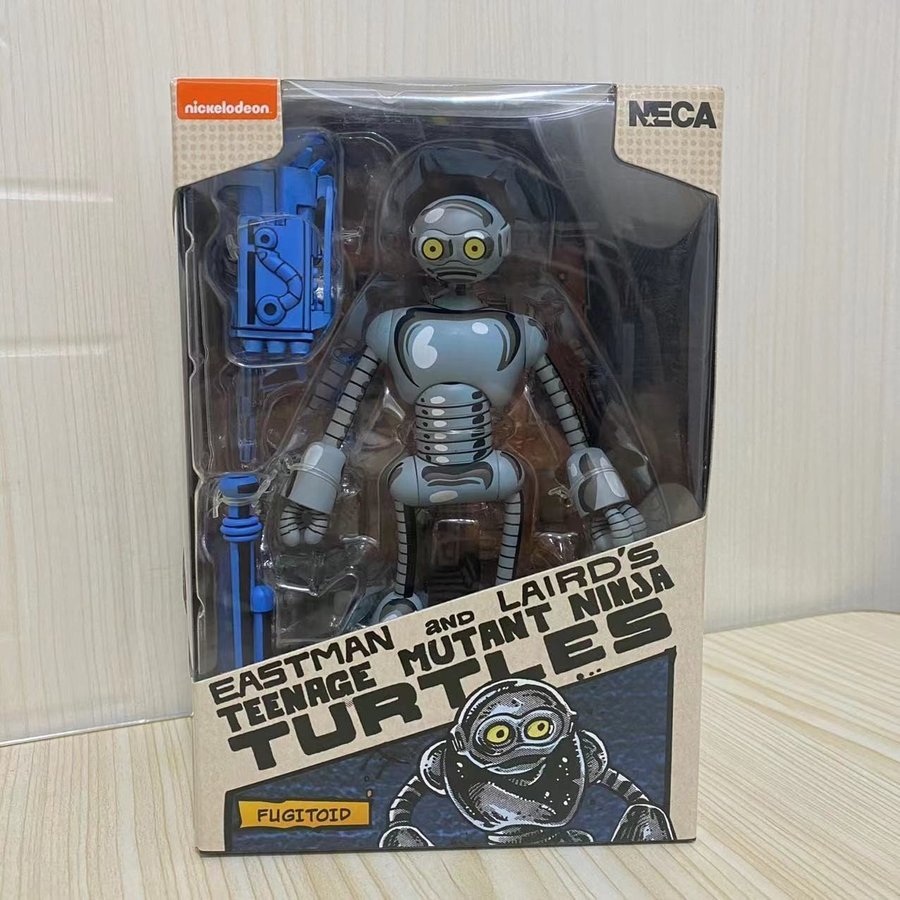 nickelodeon
NECA
EASTMAN AND LAIRD'S
TEENAGE MUTANT NINJA
TURTLES...
FUGITOID